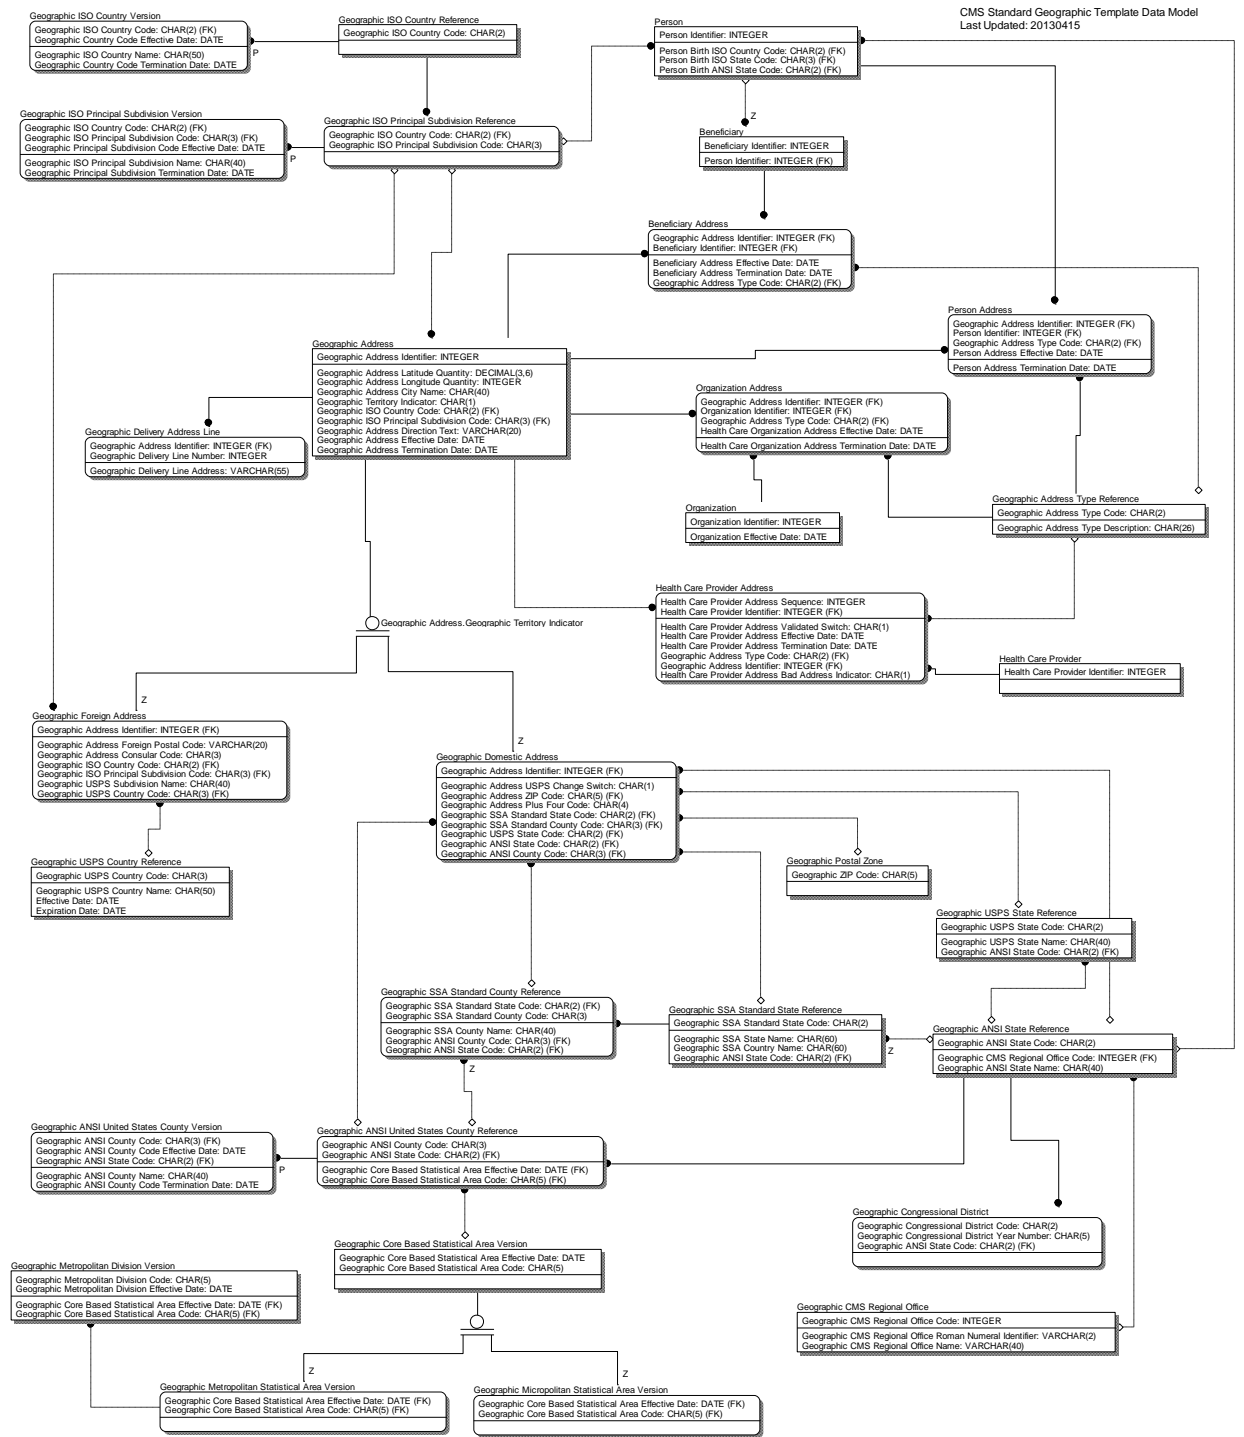 CMS Standard Geographic Template Data Model
Last Updated: 20130415
Geographic ISO Country Version
Geographic ISO Country Code: CHAR(2) (FK)
Geographic Country Code Effective Date: DATE
Geographic ISO Country Name: CHAR(50)
Geographic Country Code Termination Date: DATE
P
Geographic ISO Country Reference
Geographic ISO Country Code: CHAR(2)
Person
Person Identifier: INTEGER
Person Birth ISO Country Code: CHAR(2) (FK)
Person Birth ISO State Code: CHAR(3) (FK)
Person Birth ANSI State Code: CHAR(2) (FK)
Z
Geographic ISO Principal Subdivision Version
Geographic ISO Country Code: CHAR(2) (FK)
Geographic ISO Principal Subdivision Code: CHAR(3) (FK)
Geographic Principal Subdivision Code Effective Date: DATE
Geographic ISO Principal Subdivision Name: CHAR(40)
Geographic Principal Subdivision Termination Date: DATE
P
Geographic ISO Principal Subdivision Reference
Geographic ISO Country Code: CHAR(2) (FK)
Geographic ISO Principal Subdivision Code: CHAR(3)
Beneficiary
Beneficiary Identifier: INTEGER
Person Identifier: INTEGER (FK)
Beneficiary Address
Geographic Address Identifier: INTEGER (FK)
Beneficiary Identifier: INTEGER (FK)
Beneficiary Address Effective Date: DATE
Beneficiary Address Termination Date: DATE
Geographic Address Type Code: CHAR(2) (FK)
Person Address
Geographic Address Identifier: INTEGER (FK)
Person Identifier: INTEGER (FK)
Geographic Address Type Code: CHAR(2) (FK)
Person Address Effective Date: DATE
Person Address Termination Date: DATE
Geographic Address
Geographic Address Identifier: INTEGER
Geographic Address Latitude Quantity: DECIMAL(3,6)
Geographic Address Longitude Quantity: INTEGER
Geographic Address City Name: CHAR(40)
Geographic Territory Indicator: CHAR(1)
Geographic ISO Country Code: CHAR(2) (FK)
Geographic ISO Principal Subdivision Code: CHAR(3) (FK)
Geographic Address Direction Text: VARCHAR(20)
Geographic Address Effective Date: DATE
Geographic Address Termination Date: DATE
Organization Address
Geographic Address Identifier: INTEGER (FK)
Organization Identifier: INTEGER (FK)
Geographic Address Type Code: CHAR(2) (FK)
Health Care Organization Address Effective Date: DATE
Health Care Organization Address Termination Date: DATE
Geographic Delivery Address Line
Geographic Address Identifier: INTEGER (FK)
Geographic Delivery Line Number: INTEGER
Geographic Delivery Line Address: VARCHAR(55)
Organization
Organization Identifier: INTEGER
Organization Effective Date: DATE
Geographic Address Type Reference
Geographic Address Type Code: CHAR(2)
Geographic Address Type Description: CHAR(26)
Health Care Provider Address
Health Care Provider Address Sequence: INTEGER
Health Care Provider Identifier: INTEGER (FK)
Health Care Provider Address Validated Switch: CHAR(1)
Health Care Provider Address Effective Date: DATE
Health Care Provider Address Termination Date: DATE
Geographic Address Type Code: CHAR(2) (FK)
Geographic Address Identifier: INTEGER (FK)
Health Care Provider Address Bad Address Indicator: CHAR(1)
Health Care Provider
Health Care Provider Identifier: INTEGER
Geographic Address.Geographic Territory Indicator
Z
Z
Geographic Foreign Address
Geographic Address Identifier: INTEGER (FK)
Geographic Address Foreign Postal Code: VARCHAR(20)
Geographic Address Consular Code: CHAR(3)
Geographic ISO Country Code: CHAR(2) (FK)
Geographic ISO Principal Subdivision Code: CHAR(3) (FK)
Geographic USPS Subdivision Name: CHAR(40)
Geographic USPS Country Code: CHAR(3) (FK)
Geographic Domestic Address
Geographic Address Identifier: INTEGER (FK)
Geographic Address USPS Change Switch: CHAR(1)
Geographic Address ZIP Code: CHAR(5) (FK)
Geographic Address Plus Four Code: CHAR(4)
Geographic SSA Standard State Code: CHAR(2) (FK)
Geographic SSA Standard County Code: CHAR(3) (FK)
Geographic USPS State Code: CHAR(2) (FK)
Geographic ANSI State Code: CHAR(2) (FK)
Geographic ANSI County Code: CHAR(3) (FK)
Geographic USPS Country Reference
Geographic USPS Country Code: CHAR(3)
Geographic USPS Country Name: CHAR(50)
Effective Date: DATE
Expiration Date: DATE
Geographic Postal Zone
Geographic ZIP Code: CHAR(5)
Geographic USPS State Reference
Geographic USPS State Code: CHAR(2)
Geographic USPS State Name: CHAR(40)
Geographic ANSI State Code: CHAR(2) (FK)
Geographic SSA Standard County Reference
Geographic SSA Standard State Code: CHAR(2) (FK)
Geographic SSA Standard County Code: CHAR(3)
Geographic SSA County Name: CHAR(40)
Geographic ANSI County Code: CHAR(3) (FK)
Geographic ANSI State Code: CHAR(2) (FK)
Z
Geographic SSA Standard State Reference
Geographic SSA Standard State Code: CHAR(2)
Geographic SSA State Name: CHAR(60)
Geographic SSA Country Name: CHAR(60)
Geographic ANSI State Code: CHAR(2) (FK)
Z
Geographic ANSI State Reference
Geographic ANSI State Code: CHAR(2)
Geographic CMS Regional Office Code: INTEGER (FK)
Geographic ANSI State Name: CHAR(40)
Geographic ANSI United States County Version
Geographic ANSI County Code: CHAR(3) (FK)
Geographic ANSI County Code Effective Date: DATE
Geographic ANSI State Code: CHAR(2) (FK)
Geographic ANSI County Name: CHAR(40)
Geographic ANSI County Code Termination Date: DATE
P
Geographic ANSI United States County Reference
Geographic ANSI County Code: CHAR(3)
Geographic ANSI State Code: CHAR(2) (FK)
Geographic Core Based Statistical Area Effective Date: DATE (FK)
Geographic Core Based Statistical Area Code: CHAR(5) (FK)
Geographic Congressional District
Geographic Congressional District Code: CHAR(2)
Geographic Congressional District Year Number: CHAR(5)
Geographic ANSI State Code: CHAR(2) (FK)
Geographic Core Based Statistical Area Version
Geographic Core Based Statistical Area Effective Date: DATE
Geographic Core Based Statistical Area Code: CHAR(5)
Geographic Metropolitan Division Version
Geographic Metropolitan Division Code: CHAR(5)
Geographic Metropolitan Division Effective Date: DATE
Geographic Core Based Statistical Area Effective Date: DATE (FK)
Geographic Core Based Statistical Area Code: CHAR(5) (FK)
Geographic CMS Regional Office
Geographic CMS Regional Office Code: INTEGER
Geographic CMS Regional Office Roman Numeral Identifier: VARCHAR(2)
Geographic CMS Regional Office Name: VARCHAR(40)
Z
Z
Geographic Metropolitan Statistical Area Version
Geographic Core Based Statistical Area Effective Date: DATE (FK)
Geographic Core Based Statistical Area Code: CHAR(5) (FK)
Geographic Micropolitan Statistical Area Version
Geographic Core Based Statistical Area Effective Date: DATE (FK)
Geographic Core Based Statistical Area Code: CHAR(5) (FK)